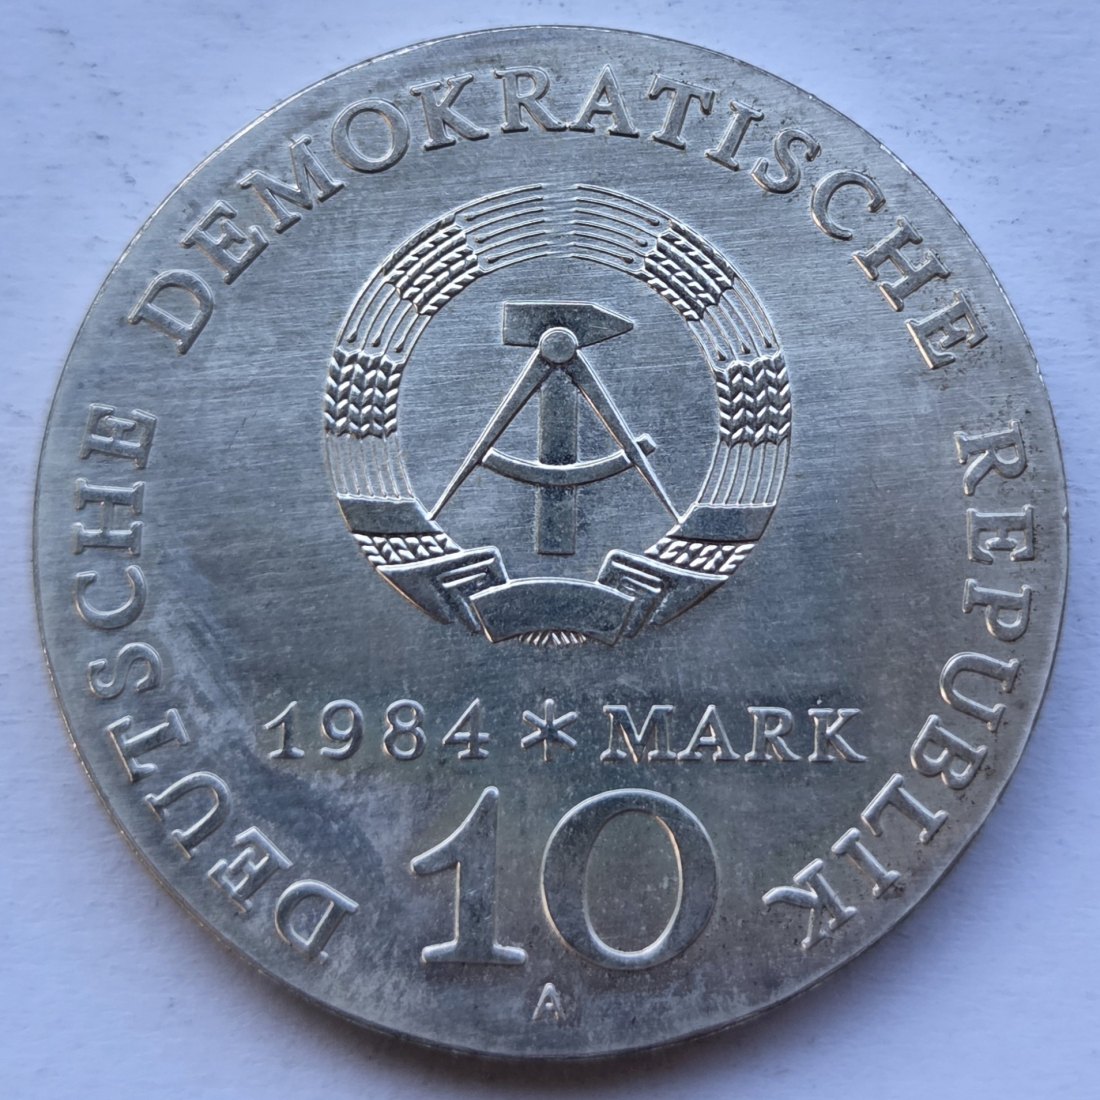 DEUTSCHE DEMOKRATISCHE REPUBLIK
1984 * MARK
10
A